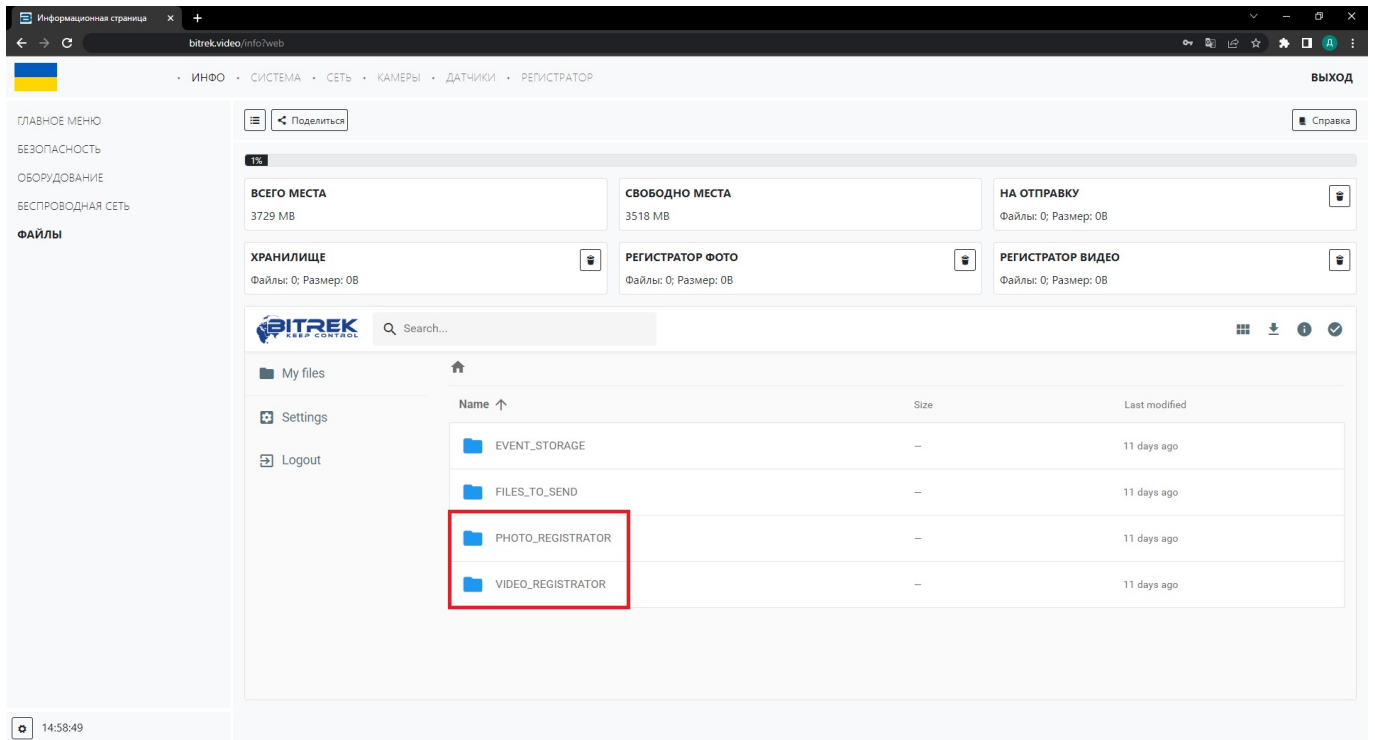 Информационная страница
bitrek.video/info?web
Д
· ИНФО · СИСТЕМА · СЕТЬ · КАМЕРЫ · ДАТЧИКИ · РЕГИСТРАТОР
ВЫХОД
ГЛАВНОЕ МЕНЮ
БЕЗОПАСНОСТЬ
ОБОРУДОВАНИЕ
БЕСПРОВОДНАЯ СЕТЬ
ФАЙЛЫ
Поделиться
Справка
1%
ВСЕГО МЕСТА
3729 MB
СВОБОДНО МЕСТА
3518 MB
НА ОТПРАВКУ
Файлы: 0; Размер: 0B
ХРАНИЛИЩЕ
Файлы: 0; Размер: 0B
РЕГИСТРАТОР ФОТО
Файлы: 0; Размер: 0B
РЕГИСТРАТОР ВИДЕО
Файлы: 0; Размер: 0B
BITREK
KEEP CONTROL
Search...
My files
Settings
Logout
Name Size Last modified
EVENT_STORAGE – 11 days ago
FILES_TO_SEND – 11 days ago
PHOTO_REGISTRATOR – 11 days ago
VIDEO_REGISTRATOR – 11 days ago
14:58:49